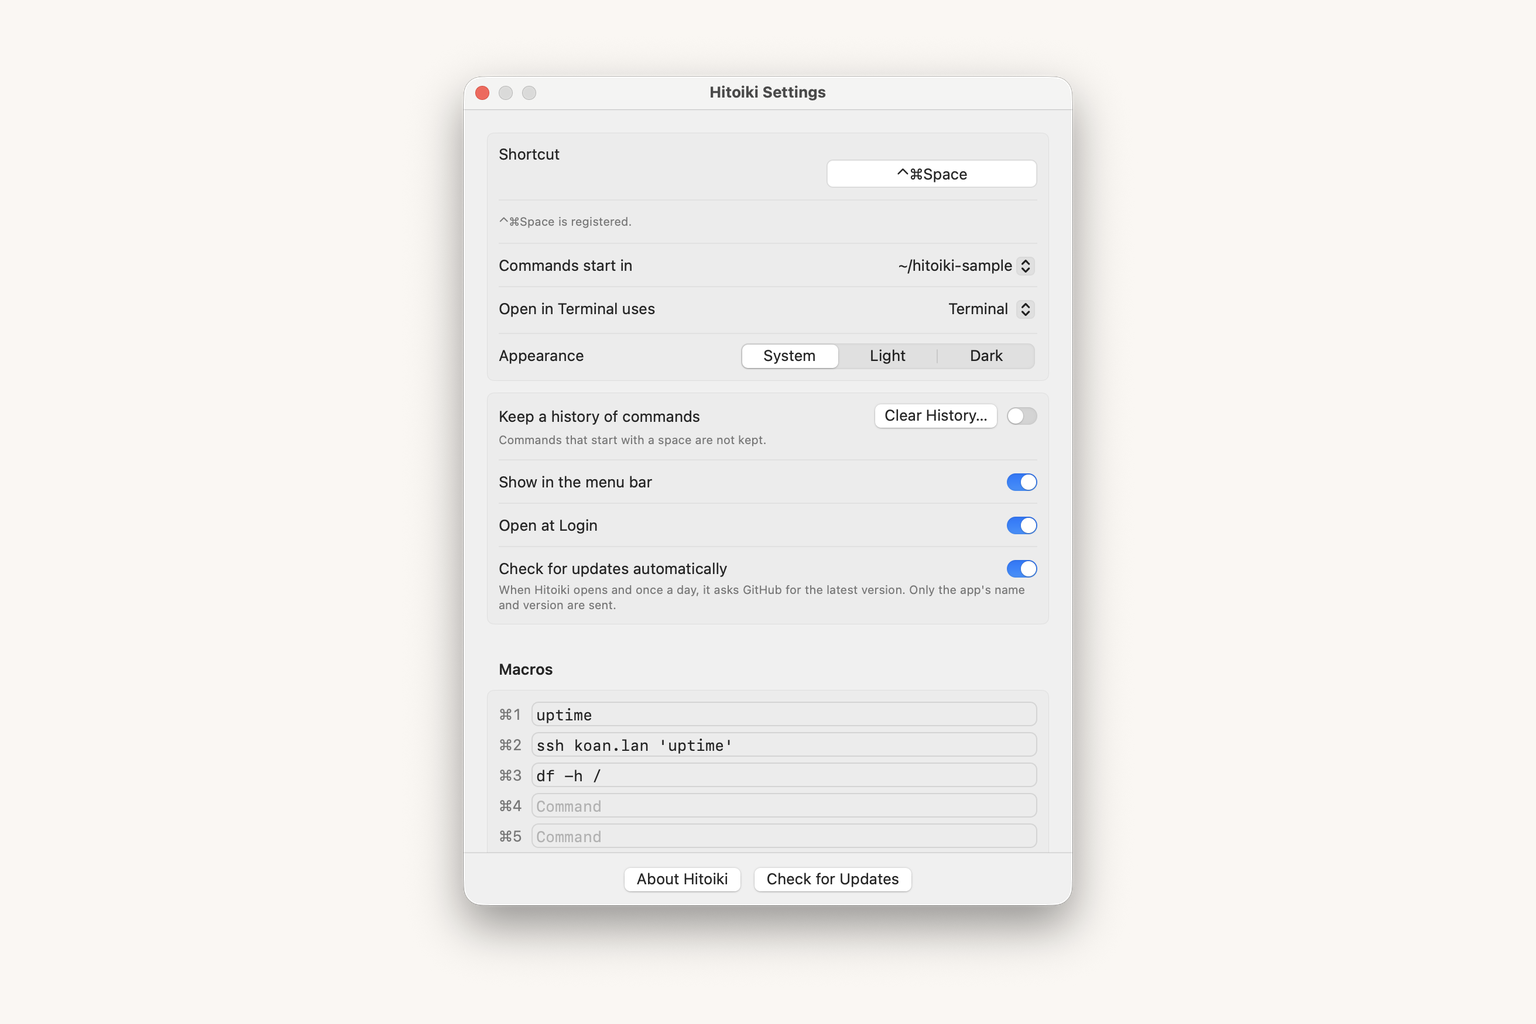 Hitoiki Settings
Shortcut
^⌘Space
^⌘Space is registered.
Commands start in
~/hitoiki-sample
Open in Terminal uses
Terminal
Appearance
System
Light
Dark
Keep a history of commands
Clear History...
Commands that start with a space are not kept.
Show in the menu bar
Open at Login
Check for updates automatically
When Hitoiki opens and once a day, it asks GitHub for the latest version. Only the app's name
and version are sent.
Macros
⌘1 uptime
⌘2 ssh koan.lan 'uptime'
⌘3 df -h /
⌘4 Command
⌘5 Command
About Hitoiki
Check for Updates